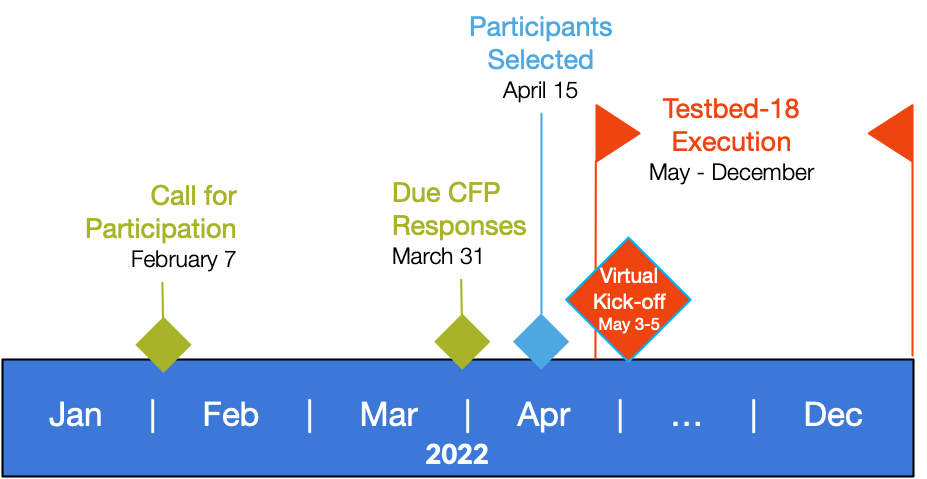 Participants
Selected
April 15
Testbed-18
Execution
May - December
Call for
Participation
February 7
Due CFP
Responses
March 31
Virtual
Kick-off
May 3-5
Jan | Feb | Mar | Apr | ... | Dec
2022